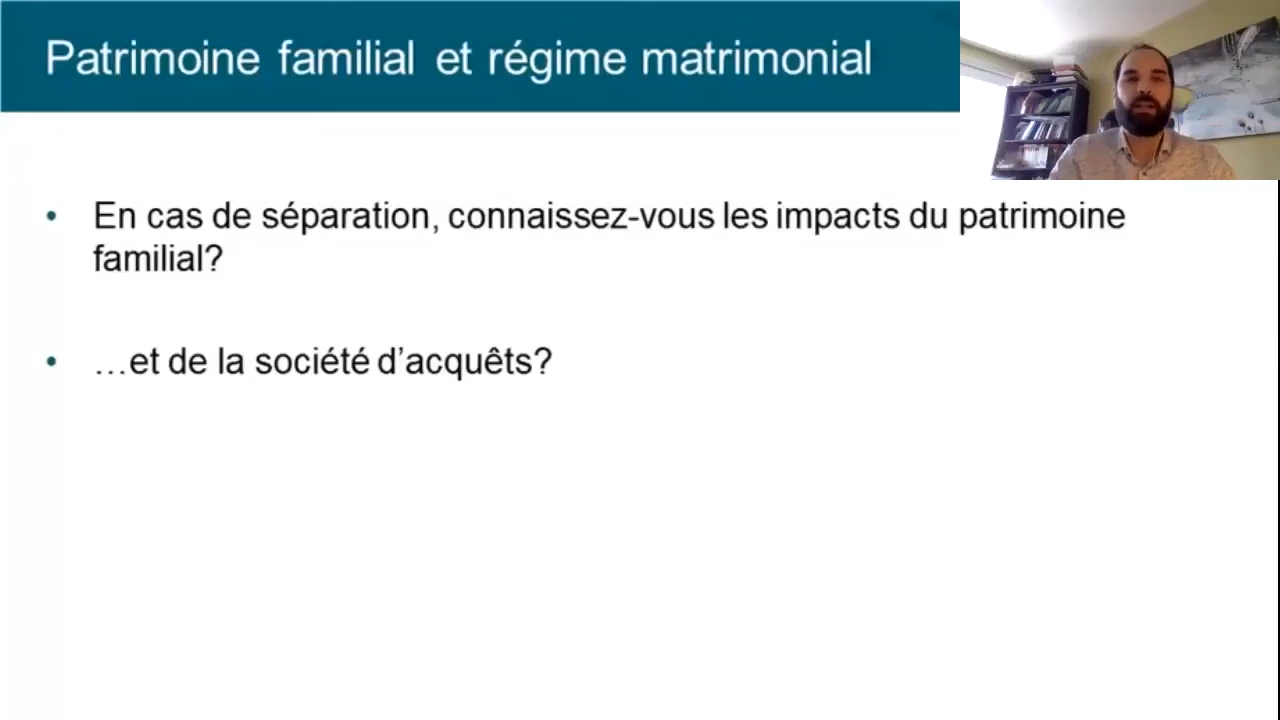 Patrimoine familial et régime matrimonial
• En cas de séparation, connaissez-vous les impacts du patrimoine
familial?
• …et de la société d’acquêts?